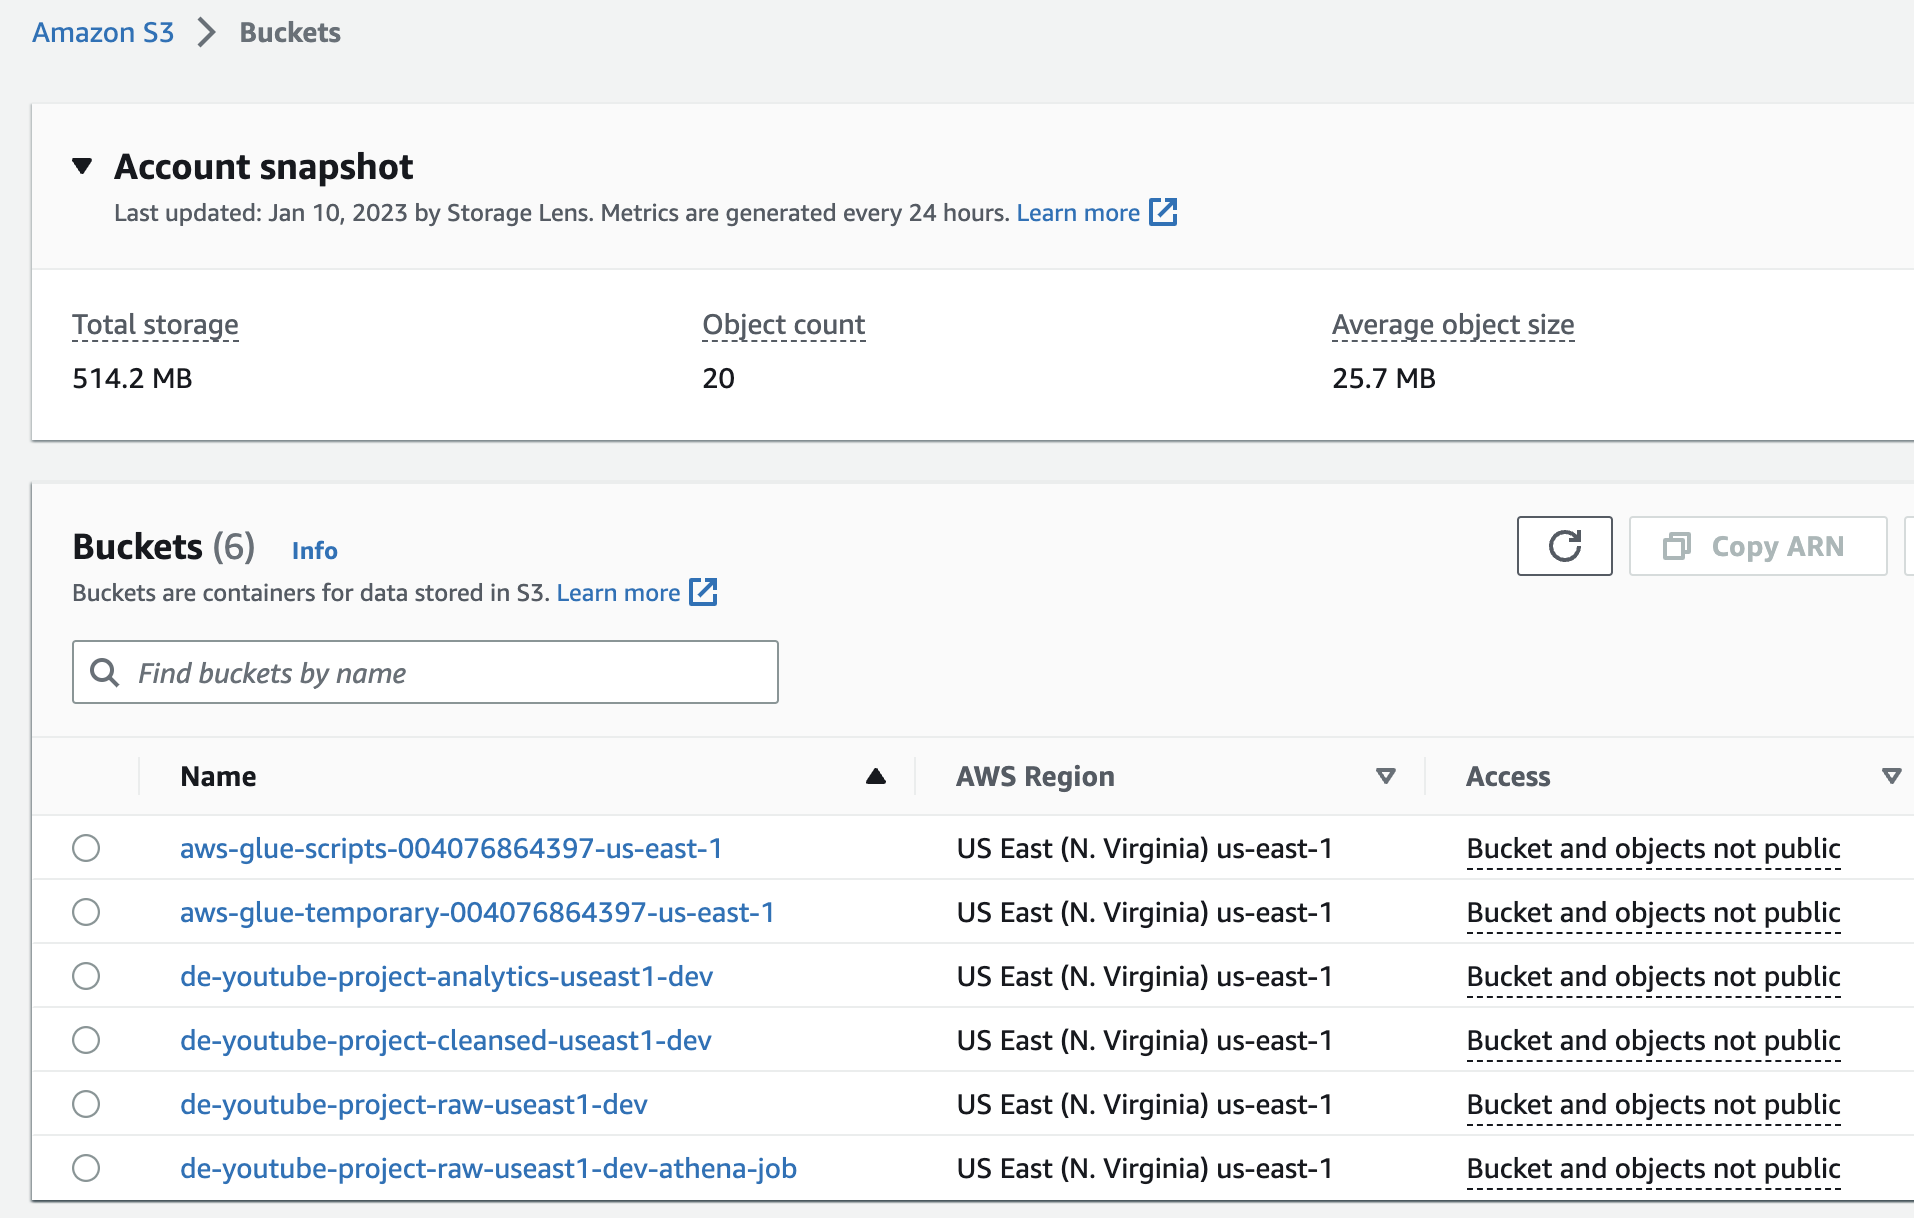 Amazon S3 > Buckets
Account snapshot
Last updated: Jan 10, 2023 by Storage Lens. Metrics are generated every 24 hours. Learn more
Total storage Object count Average object size
514.2 MB 20 25.7 MB
Buckets (6) Info
Copy ARN
Buckets are containers for data stored in S3. Learn more
Find buckets by name
Name AWS Region Access
aws-glue-scripts-004076864397-us-east-1 US East (N. Virginia) us-east-1 Bucket and objects not public
aws-glue-temporary-004076864397-us-east-1 US East (N. Virginia) us-east-1 Bucket and objects not public
de-youtube-project-analytics-useast1-dev US East (N. Virginia) us-east-1 Bucket and objects not public
de-youtube-project-cleansed-useast1-dev US East (N. Virginia) us-east-1 Bucket and objects not public
de-youtube-project-raw-useast1-dev US East (N. Virginia) us-east-1 Bucket and objects not public
de-youtube-project-raw-useast1-dev-athena-job US East (N. Virginia) us-east-1 Bucket and objects not public